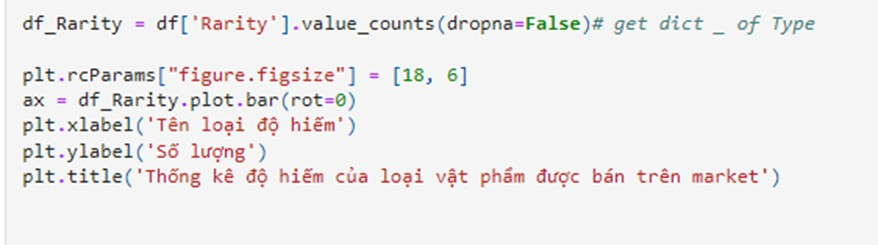 df_Rarity = df['Rarity'].value_counts(dropna=False)# get dict _ of Type
plt.rcParams["figure.figsize"] = [18, 6]
ax = df_Rarity.plot.bar(rot=0)
plt.xlabel('Tên loại độ hiếm')
plt.ylabel('Số lượng')
plt.title('Thống kê độ hiếm của loại vật phẩm được bán trên market')